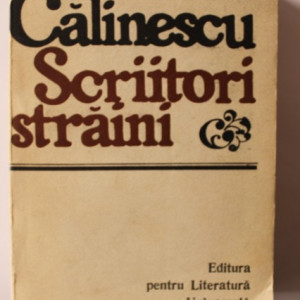 Călinescu
Scriitori
străini
Editura
pentru Literatură